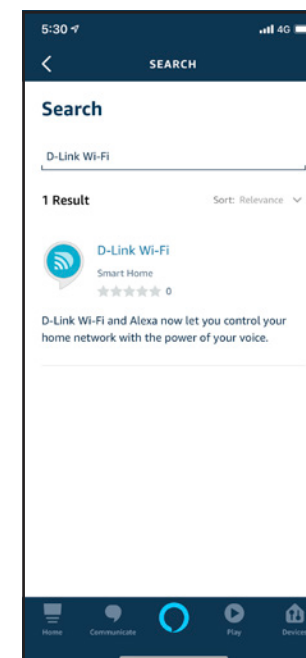 5:30
4G
SEARCH
Search
D-Link Wi-Fi
1 Result
Sort: Relevance
D-Link Wi-Fi
Smart Home
0
D-Link Wi-Fi and Alexa now let you control your
home network with the power of your voice.
Home
Communicate
Play
Devices